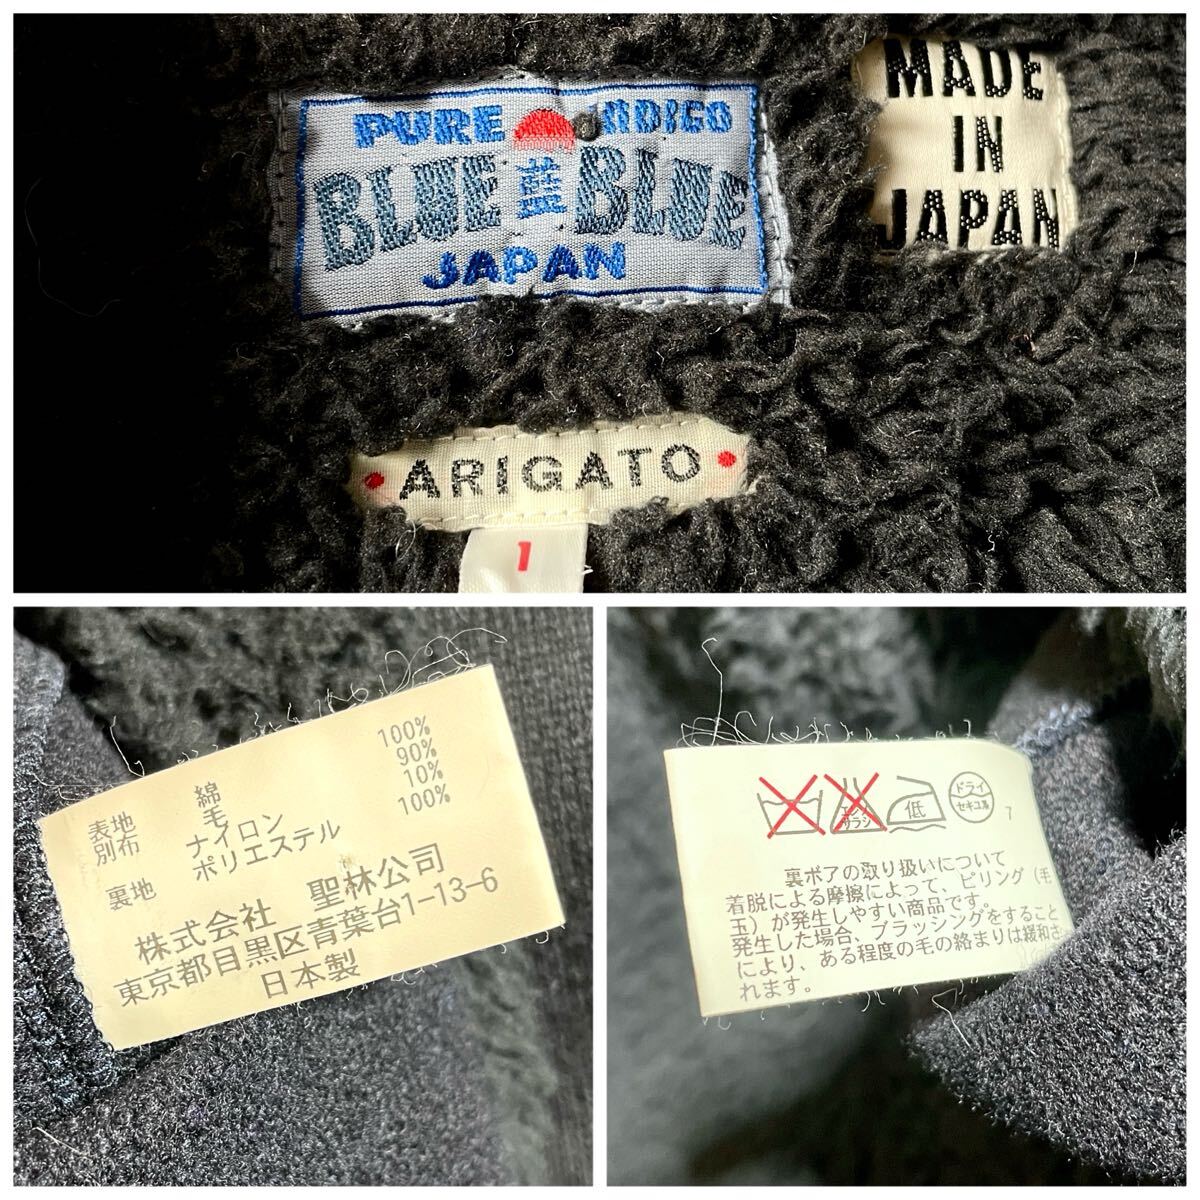 PURE INDIGO
BLUE 藍 BLUE
JAPAN
MADE
IN
JAPAN
• ARIGATO •
1
表地 綿 100%
別布 毛 90%
ナイロン 10%
裏地 ポリエステル 100%
株式会社 聖林公司
東京都目黒区青葉台1-13-6
日本製
エンソ
サラシ
低
ドライ
セキユ系
7
裏ボアの取り扱いについて
着脱による摩擦によって、ピリング(毛
玉)が発生しやすい商品です。
発生した場合、ブラッシングをすること
により、ある程度の毛の絡まりは緩和さ
れます。